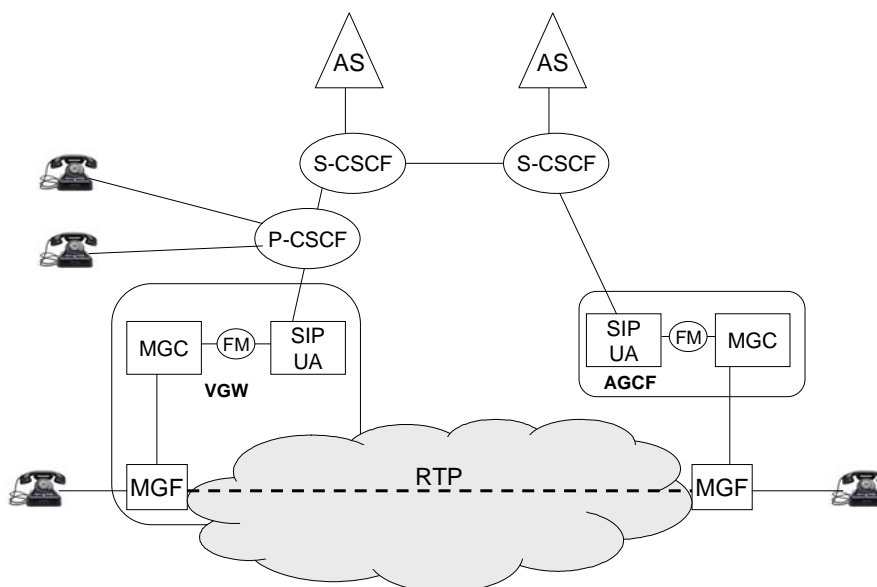 AS
AS
S-CSCF
S-CSCF
P-CSCF
MGC
FM
SIP
UA
VGW
SIP
UA
FM
MGC
AGCF
MGF
RTP
MGF